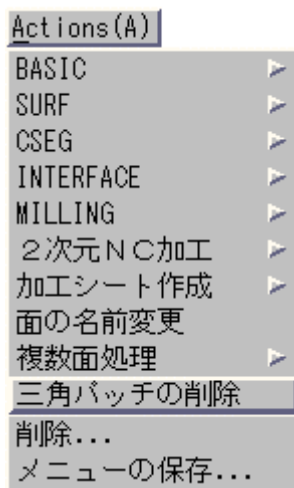 Actions(A)
BASIC
SURF
CSEG
INTERFACE
MILLING
２次元ＮＣ加工
加工シート作成
面の名前変更
複数面処理
三角パッチの削除
削除...
メニューの保存...